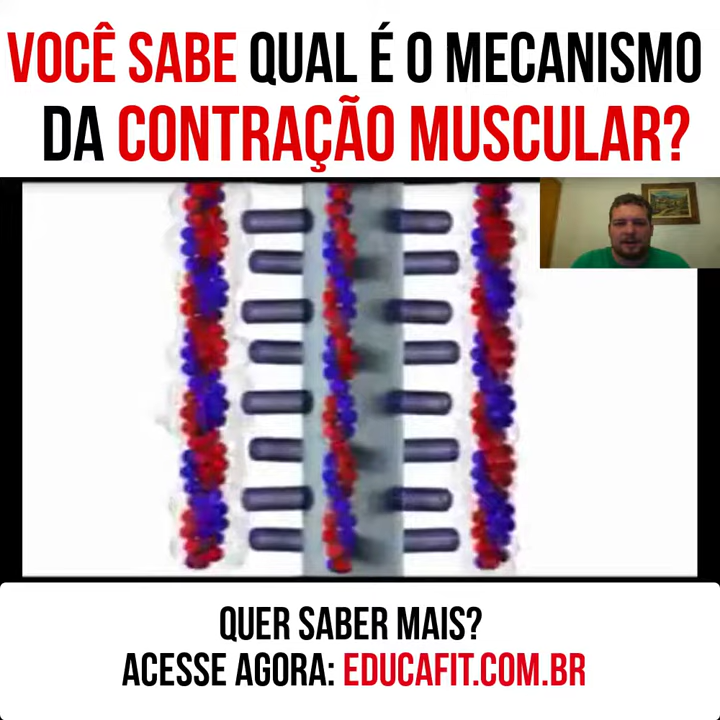 VOCÊ SABE QUAL É O MECANISMO
DA CONTRAÇÃO MUSCULAR?
QUER SABER MAIS?
ACESSE AGORA: EDUCAFIT.COM.BR